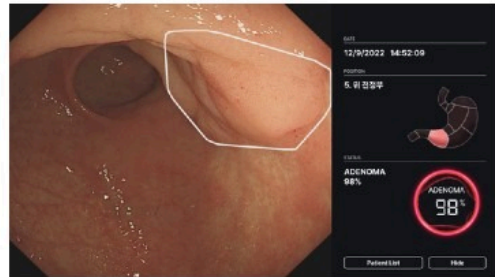 DATE
12/9/2022 14:52:09
POSITION
5. 위 전정부
STATUS
ADENOMA
98%
ADENOMA
98%
Patient List
Hide